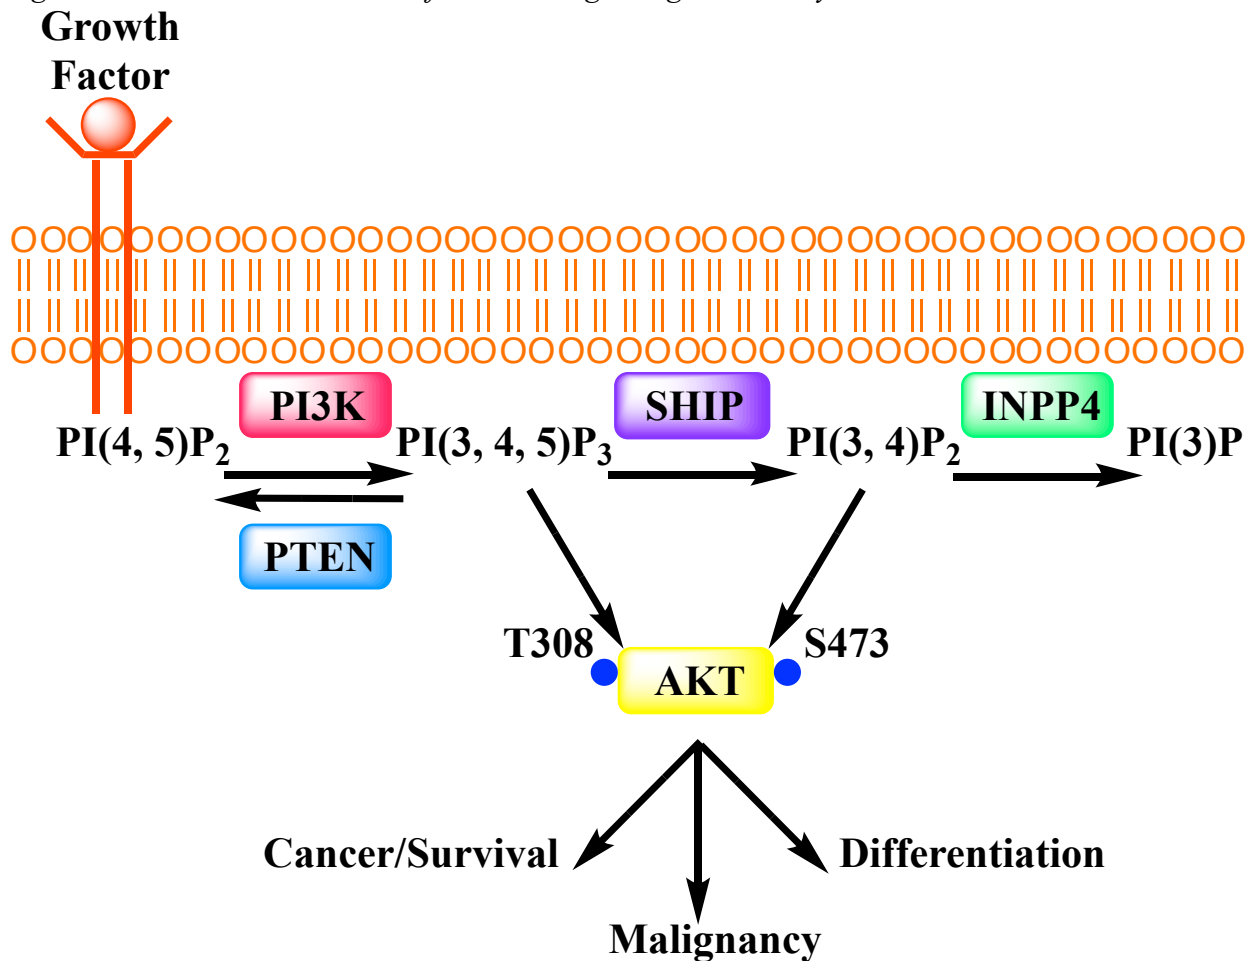 Growth
Factor
PI3K
SHIP
INPP4
PI(4, 5)P2
PI(3, 4, 5)P3
PI(3, 4)P2
PI(3)P
PTEN
T308
S473
AKT
Cancer/Survival
Differentiation
Malignancy